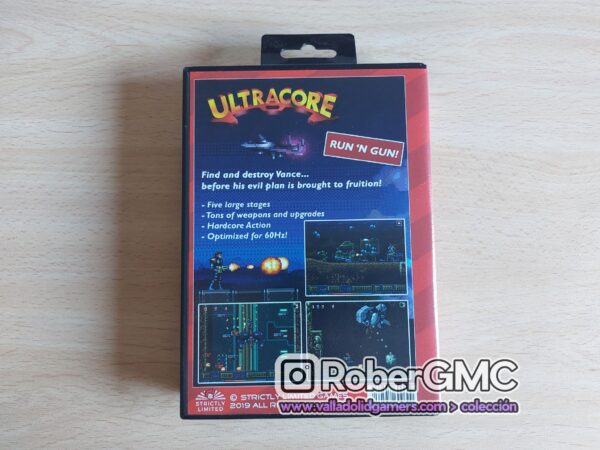 ULTRACORE
RUN 'N GUN!
Find and destroy Vance...
before his evil plan is brought to fruition!
- Five large stages
- Tons of weapons and upgrades
- Hardcore Action
- Optimized for 60Hz!
RoberGMC
www.valladolidgamers.com > colección
STRICTLY
LIMITED
© STRICTLY LIMITED GAMES
2019 ALL